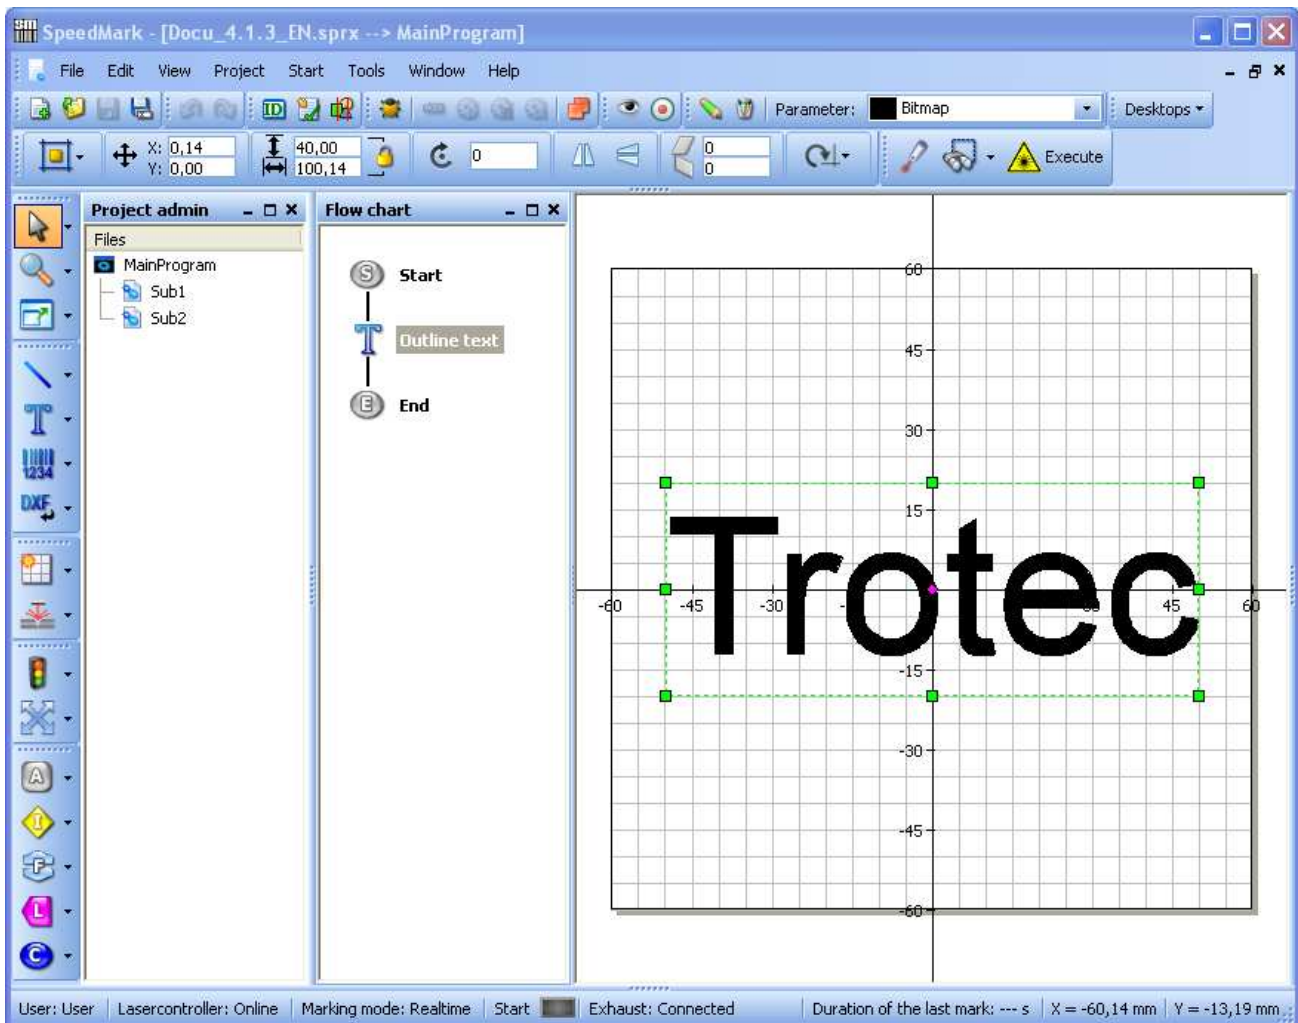 SpeedMark - [Docu_4.1.3_EN.sprx --> MainProgram]
File Edit View Project Start Tools Window Help
ID Parameter: Bitmap Desktops
X: 0,14 40,00 0 0
Y: 0,00 100,14 0 Execute
Project admin Flow chart
Files
MainProgram
Sub1
Sub2
S Start
T Outline text
E End
T
1234
DXF
A
I
F
L
C
60
45
30
15
Trotec
-60 -45 -30 45 60
-15
-30
-45
-60
User: User Lasercontroller: Online Marking mode: Realtime Start Exhaust: Connected Duration of the last mark: --- s X = -60,14 mm Y = -13,19 mm